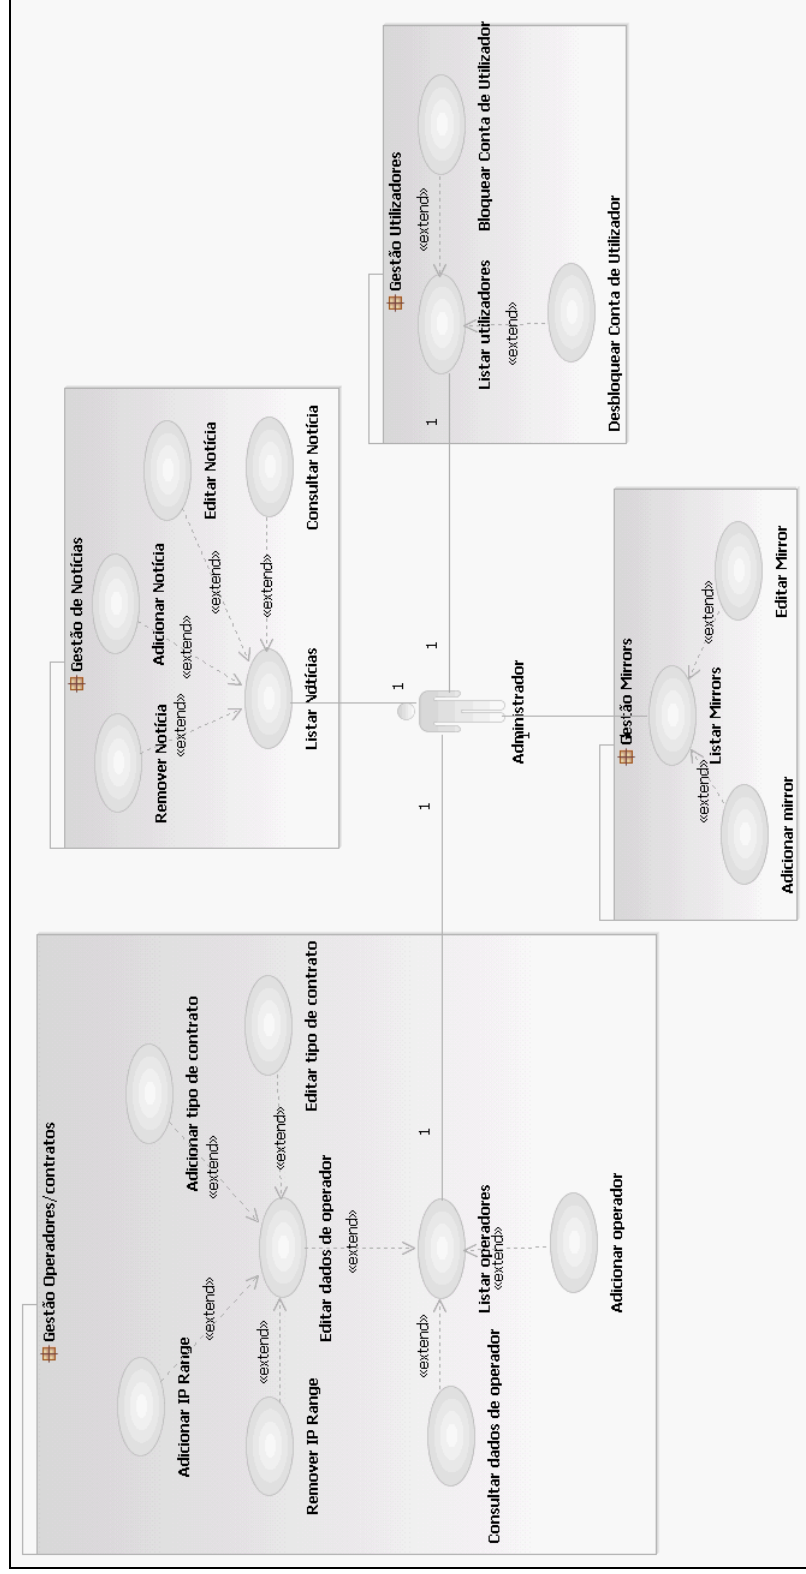 Gestão Operadores/contratos
Adicionar IP Range
Adicionar tipo de contrato
«extend»
«extend»
Remover IP Range
«extend»
Editar dados de operador
«extend»
Editar tipo de contrato
«extend»
Consultar dados de operador
«extend»
Listar operadores
«extend»
Adicionar operador
1
1
Gestão de Notícias
Remover Notícia
Adicionar Notícia
Editar Notícia
«extend»
«extend»
«extend»
Listar Notícias
«extend»
Consultar Notícia
1
Administrador
1
1
1
Gestão Utilizadores
Listar utilizadores
«extend»
Bloquear Conta de Utilizador
«extend»
Desbloquear Conta de Utilizador
Gestão Mirrors
Listar Mirrors
«extend»
«extend»
Adicionar mirror
Editar Mirror